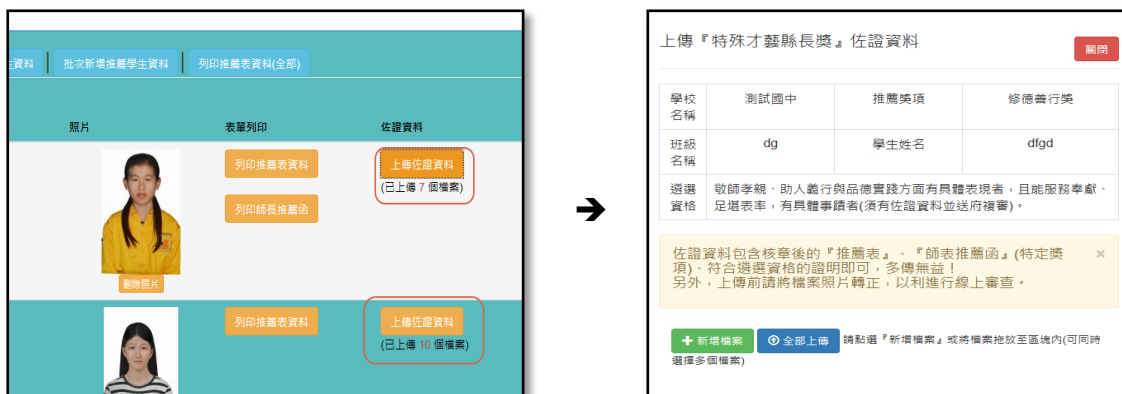 生資料
批次新增推薦學生資料
列印推薦表資料(全部)
照片
表單列印
佐證資料
列印推薦表資料
上傳佐證資料
(已上傳 7 個檔案)
列印師長推薦函
刪除照片
列印推薦表資料
上傳佐證資料
(已上傳 10 個檔案)
上傳『特殊才藝縣長獎』佐證資料
關閉
學校名稱 測試國中 推薦獎項 修德善行獎
班級名稱 dg 學生姓名 dfgd
遴選資格 敬師孝親、助人義行與品德實踐方面有具體表現者，且能服務奉獻、
足堪表率，有具體事蹟者(須有佐證資料並送府複審)。
佐證資料包含核章後的『推薦表』、『師表推薦函』(特定獎
項)、符合遴選資格的證明即可，多傳無益！
另外，上傳前請將檔案照片轉正，以利進行線上審查。
新增檔案 全部上傳 請點選『新增檔案』或將檔案拖放至區塊內(可同時
選擇多個檔案)